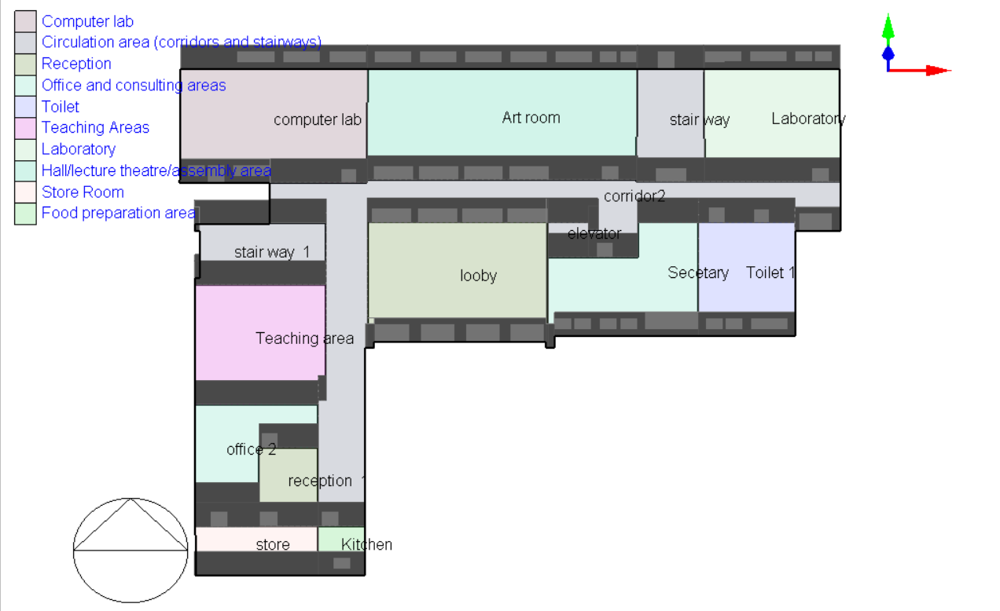 Computer lab
Circulation area (corridors and stairways)
Reception
Office and consulting areas
Toilet
Teaching Areas
Laboratory
Hall/lecture theatre/assembly area
Store Room
Food preparation area
computer lab
Art room
stair way
Laboratory
corridor2
elevator
stair way 1
looby
Secetary
Toilet 1
Teaching area
office 2
reception 1
store
Kitchen